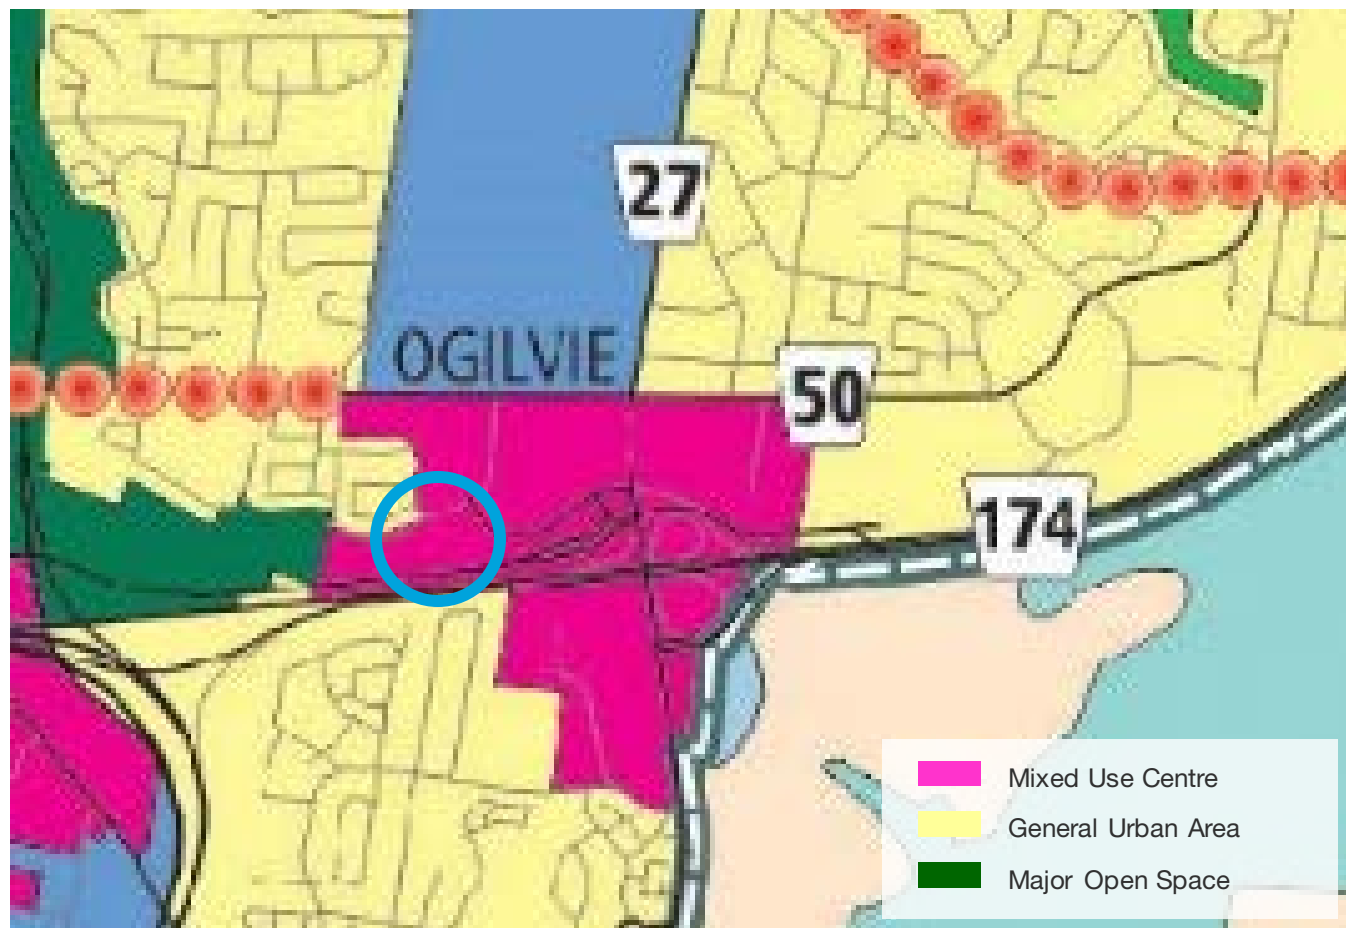 27
OGILVIE
50
174
Mixed Use Centre
General Urban Area
Major Open Space